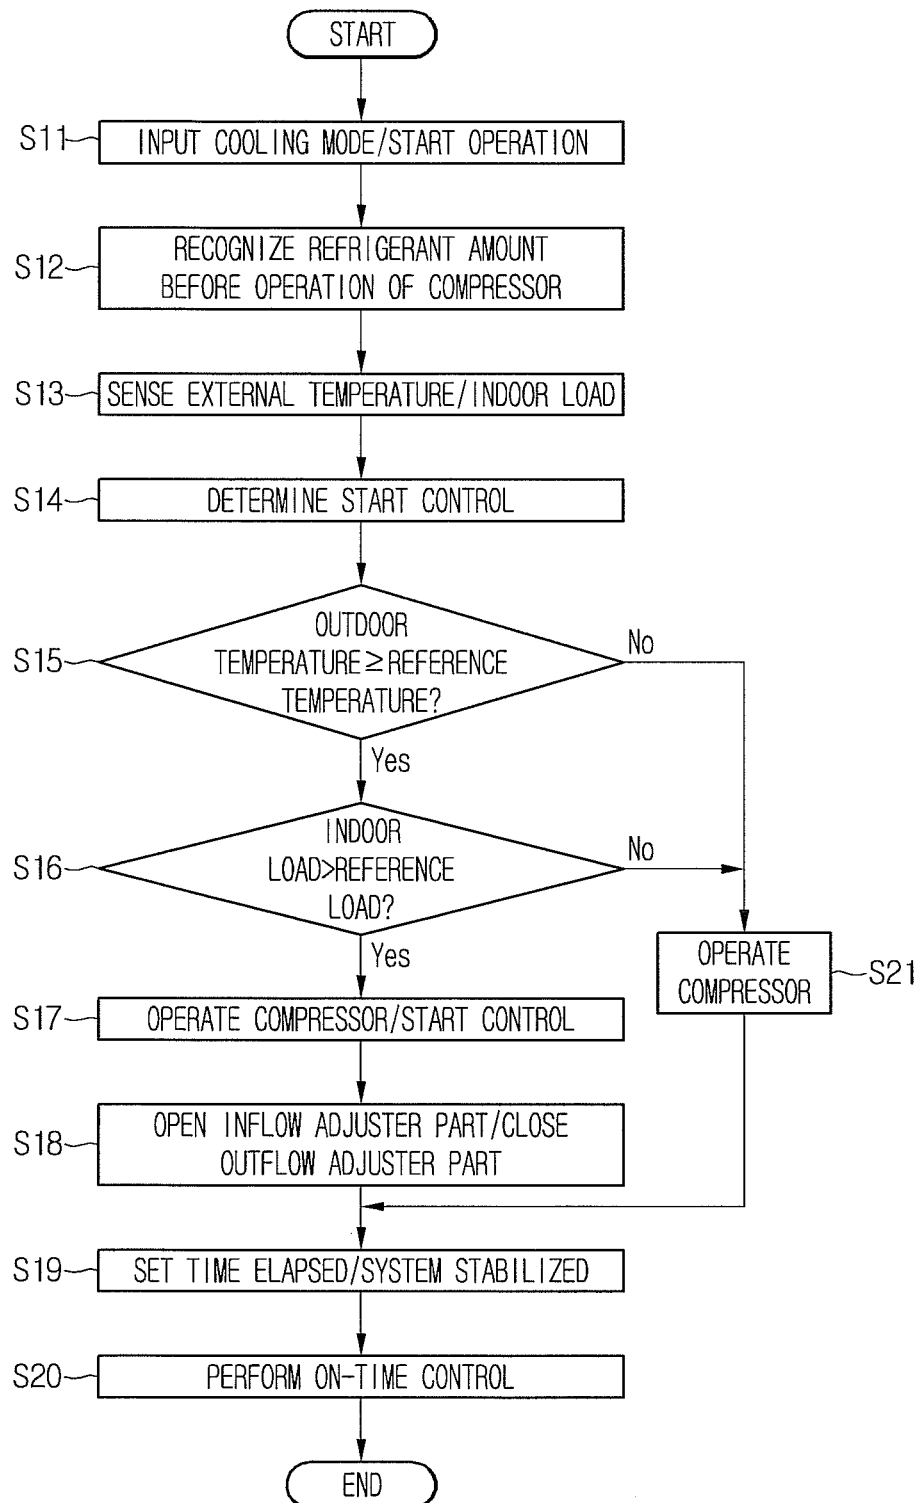 START
S11
INPUT COOLING MODE/START OPERATION
S12
RECOGNIZE REFRIGERANT AMOUNT
BEFORE OPERATION OF COMPRESSOR
S13
SENSE EXTERNAL TEMPERATURE/INDOOR LOAD
S14
DETERMINE START CONTROL
S15
OUTDOOR
TEMPERATURE≥REFERENCE
TEMPERATURE?
No
Yes
S16
INDOOR
LOAD>REFERENCE
LOAD?
No
Yes
OPERATE
COMPRESSOR
S21
S17
OPERATE COMPRESSOR/START CONTROL
S18
OPEN INFLOW ADJUSTER PART/CLOSE
OUTFLOW ADJUSTER PART
S19
SET TIME ELAPSED/SYSTEM STABILIZED
S20
PERFORM ON-TIME CONTROL
END